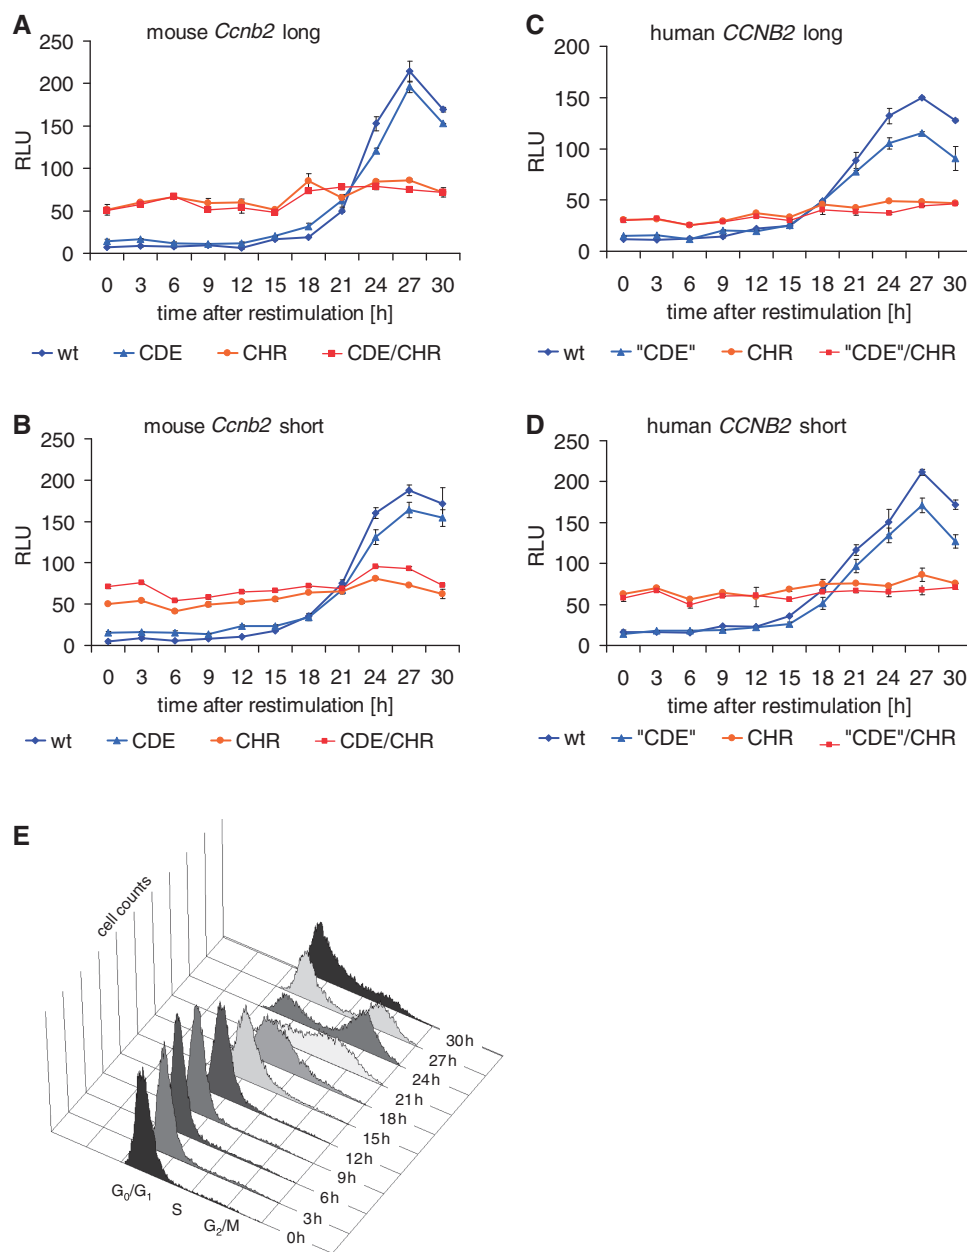 A
mouse Ccnb2 long
250
200
150
100
50
0
RLU
0 3 6 9 12 15 18 21 24 27 30
time after restimulation [h]
wt CDE CHR CDE/CHR
C
human CCNB2 long
200
150
100
50
0
RLU
0 3 6 9 12 15 18 21 24 27 30
time after restimulation [h]
wt "CDE" CHR "CDE"/CHR
B
mouse Ccnb2 short
250
200
150
100
50
0
RLU
0 3 6 9 12 15 18 21 24 27 30
time after restimulation [h]
wt CDE CHR CDE/CHR
D
human CCNB2 short
250
200
150
100
50
0
RLU
0 3 6 9 12 15 18 21 24 27 30
time after restimulation [h]
wt "CDE" CHR "CDE"/CHR
E
cell counts
30h
27h
24h
21h
18h
15h
12h
9h
6h
3h
0h
G0/G1
S
G2/M